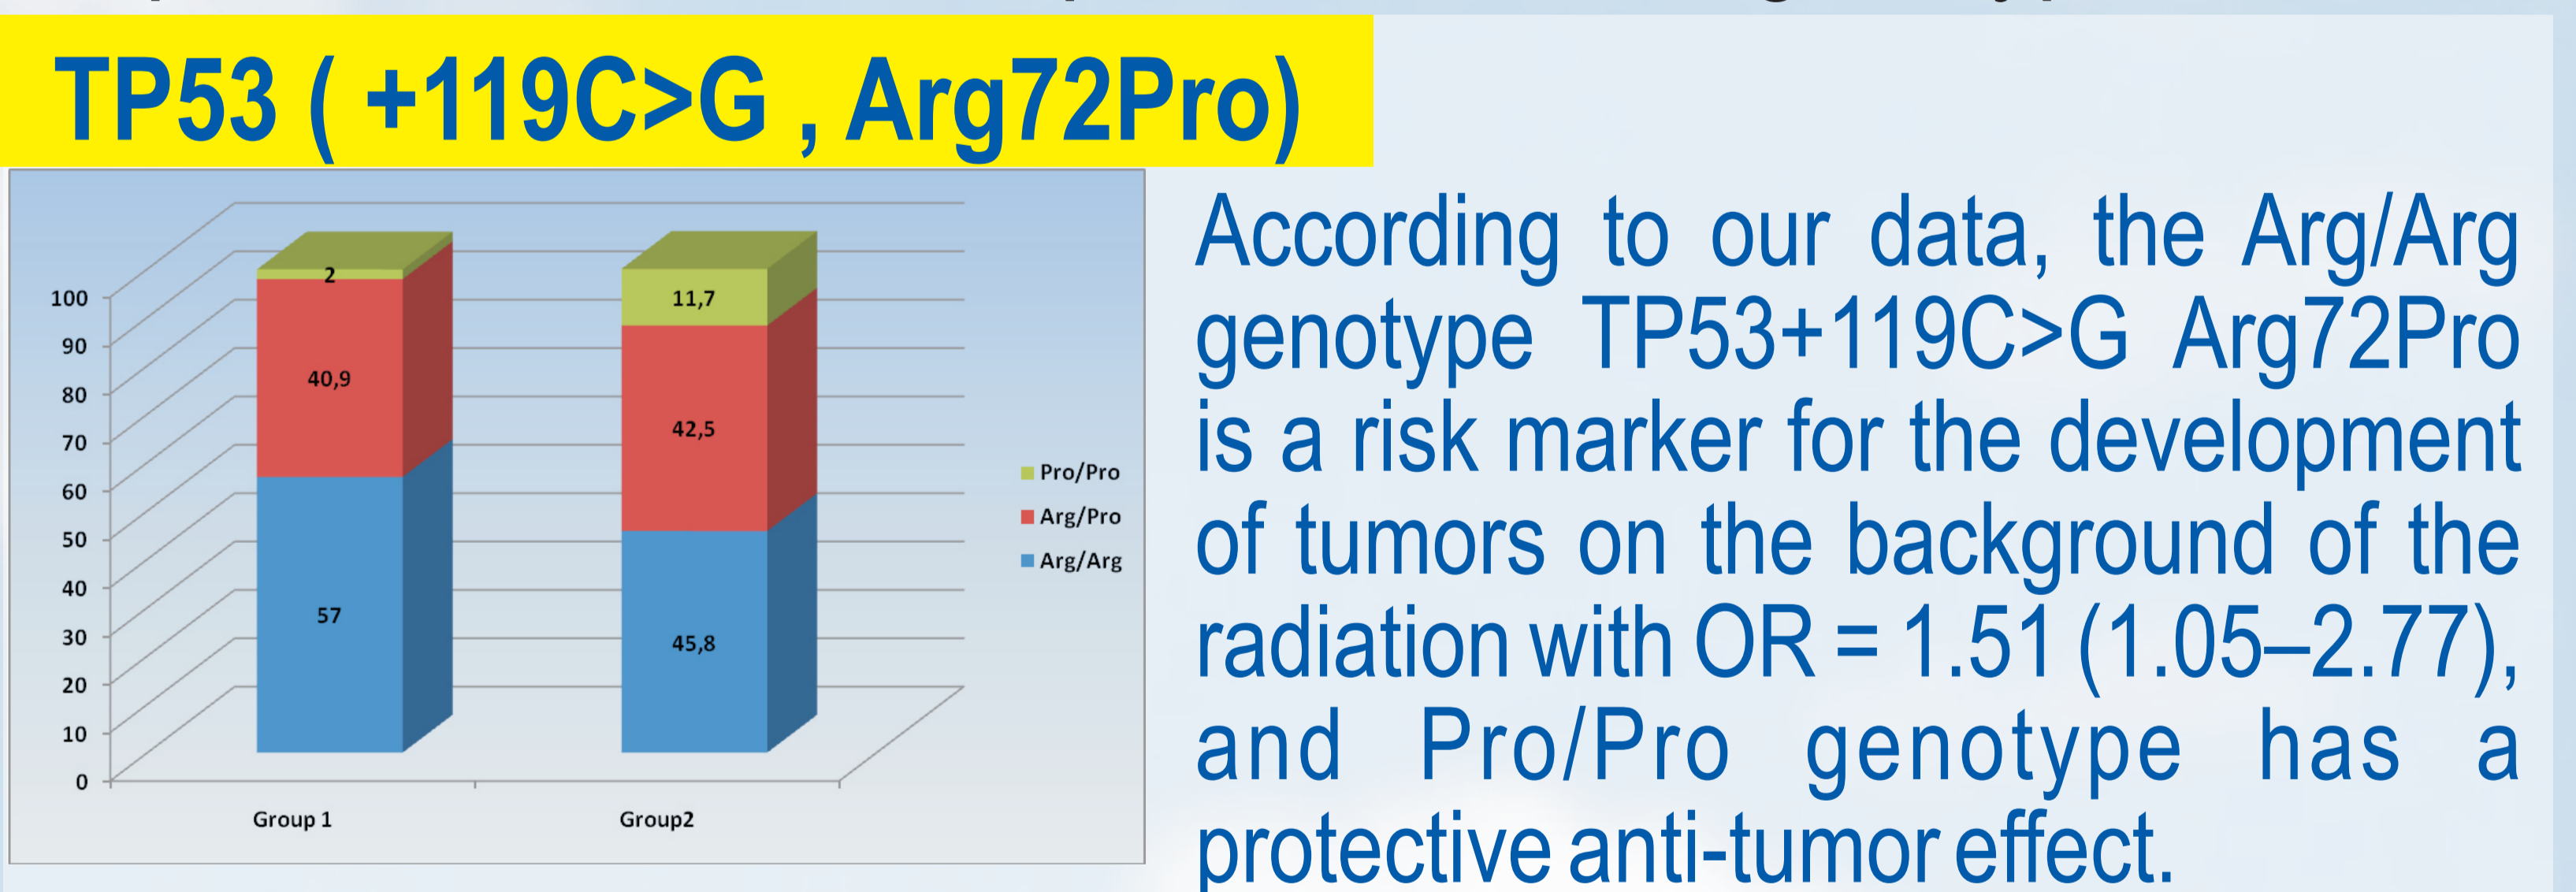 TP53 ( +119C>G , Arg72Pro)
100
90
80
70
60
50
40
30
20
10
0
2
40,9
57
11,7
42,5
45,8
Group 1
Group2
Pro/Pro
Arg/Pro
Arg/Arg
According to our data, the Arg/Arg
genotype TP53+119C>G Arg72Pro
is a risk marker for the development
of tumors on the background of the
radiation with OR = 1.51 (1.05–2.77),
and Pro/Pro genotype has a
protective anti-tumor effect.